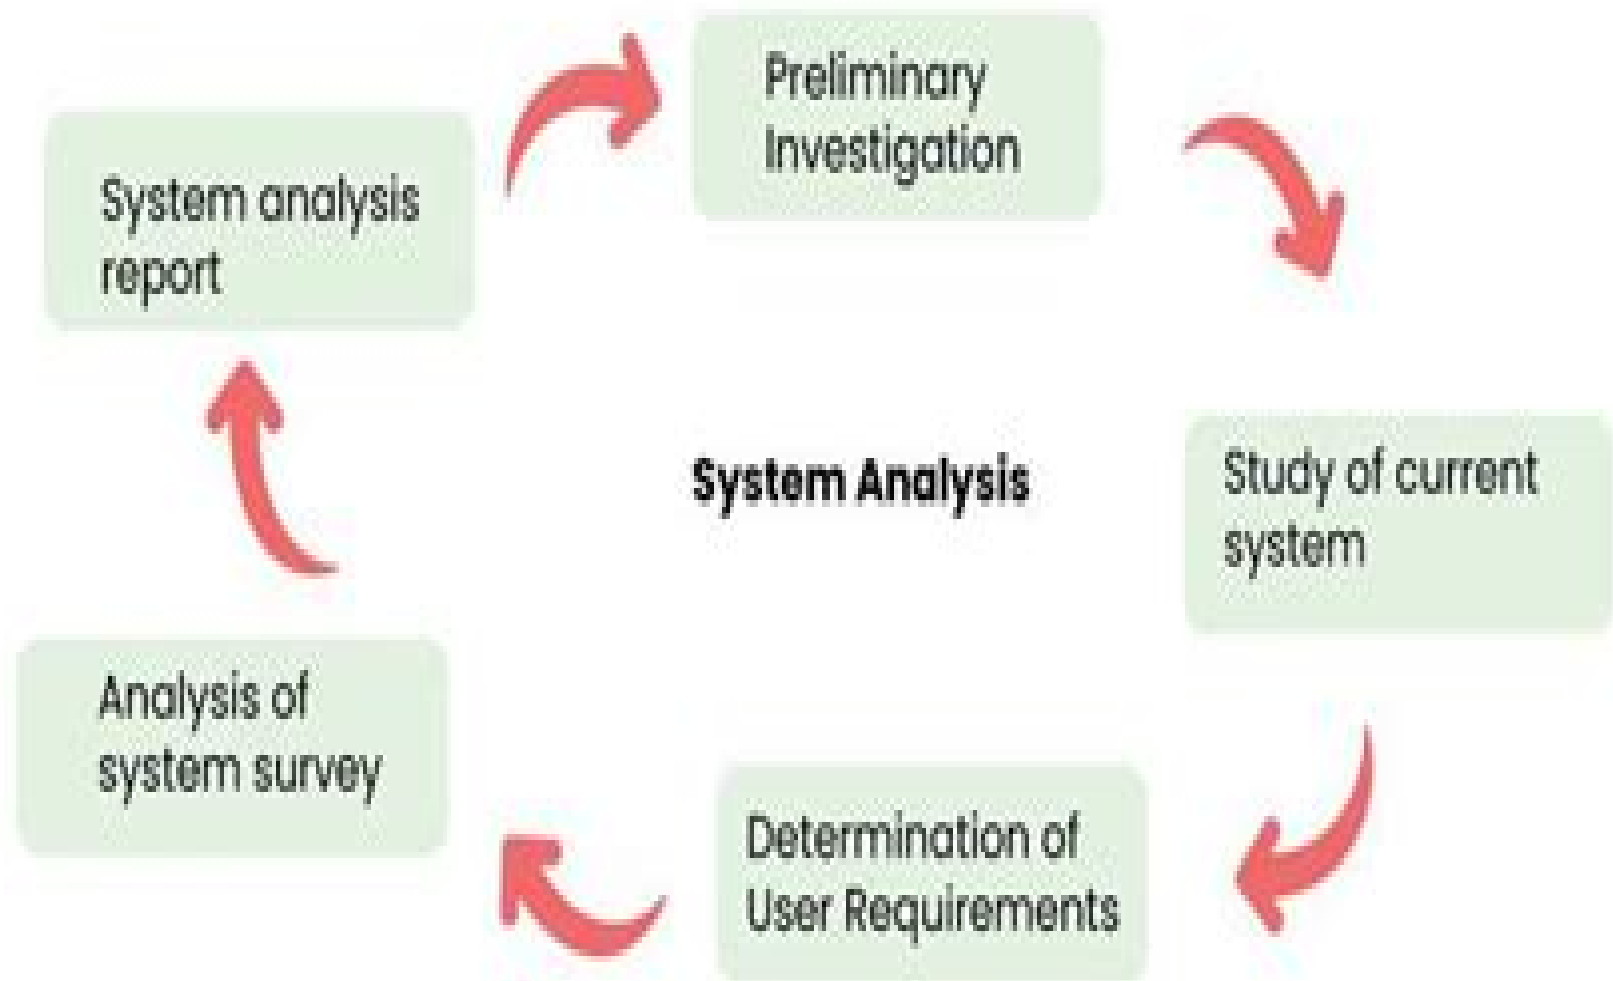 Preliminary
Investigation
System analysis
report
System Analysis
Study of current
system
Analysis of
system survey
Determination of
User Requirements